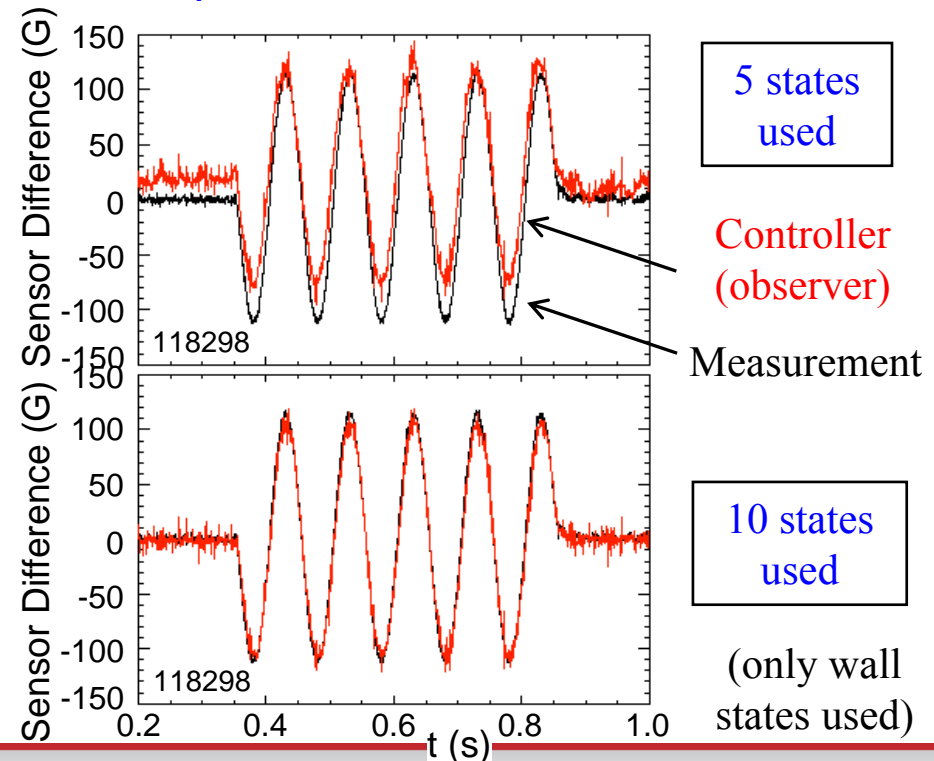 Sensor Difference (G)
150
100
50
0
-50
-100
-150
118298
5 states
used
Controller
(observer)
Measurement
Sensor Difference (G)
150
100
50
0
-50
-100
-150
118298
0.2
0.4
0.6
0.8
1.0
t (s)
10 states
used
(only wall
states used)